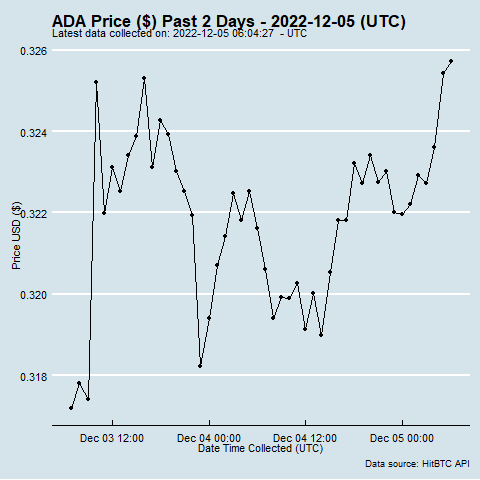 ADA Price ($) Past 2 Days - 2022-12-05 (UTC)
Latest data collected on: 2022-12-05 06:04:27  - UTC
0.326
0.324
0.322
0.320
0.318
Price USD ($)
Dec 03 12:00 Dec 04 00:00 Dec 04 12:00 Dec 05 00:00
Date Time Collected (UTC)
Data source: HitBTC API